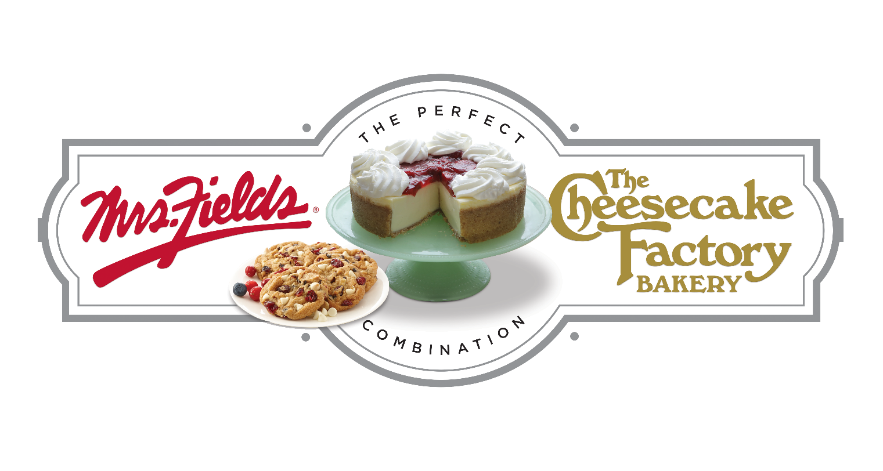 THE PERFECT
Mrs. Fields®
The
Cheesecake
Factory
BAKERY
COMBINATION